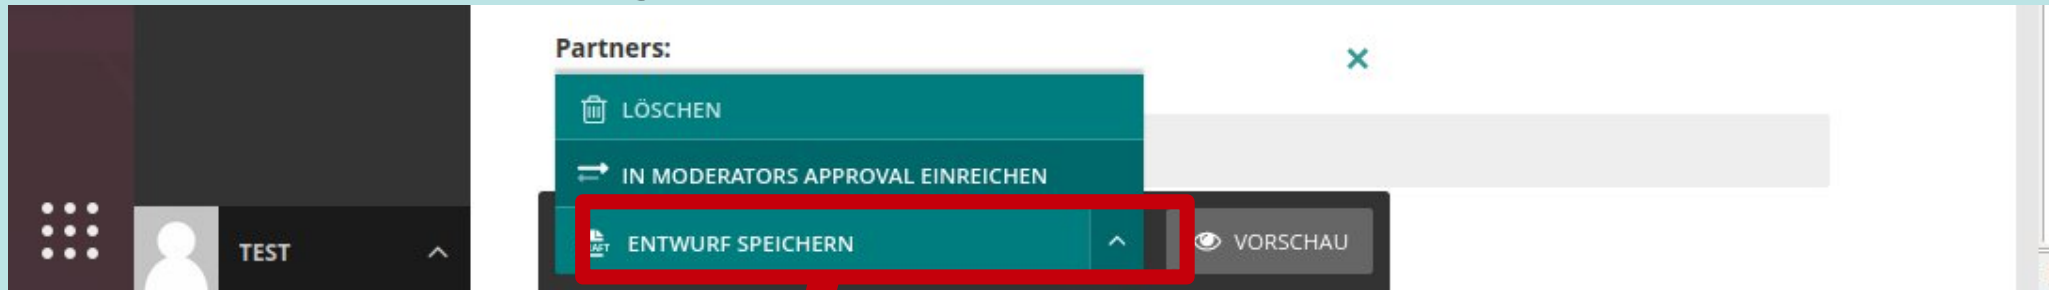 Partners:
LÖSCHEN
IN MODERATORS APPROVAL EINREICHEN
ENTWURF SPEICHERN
VORSCHAU
TEST